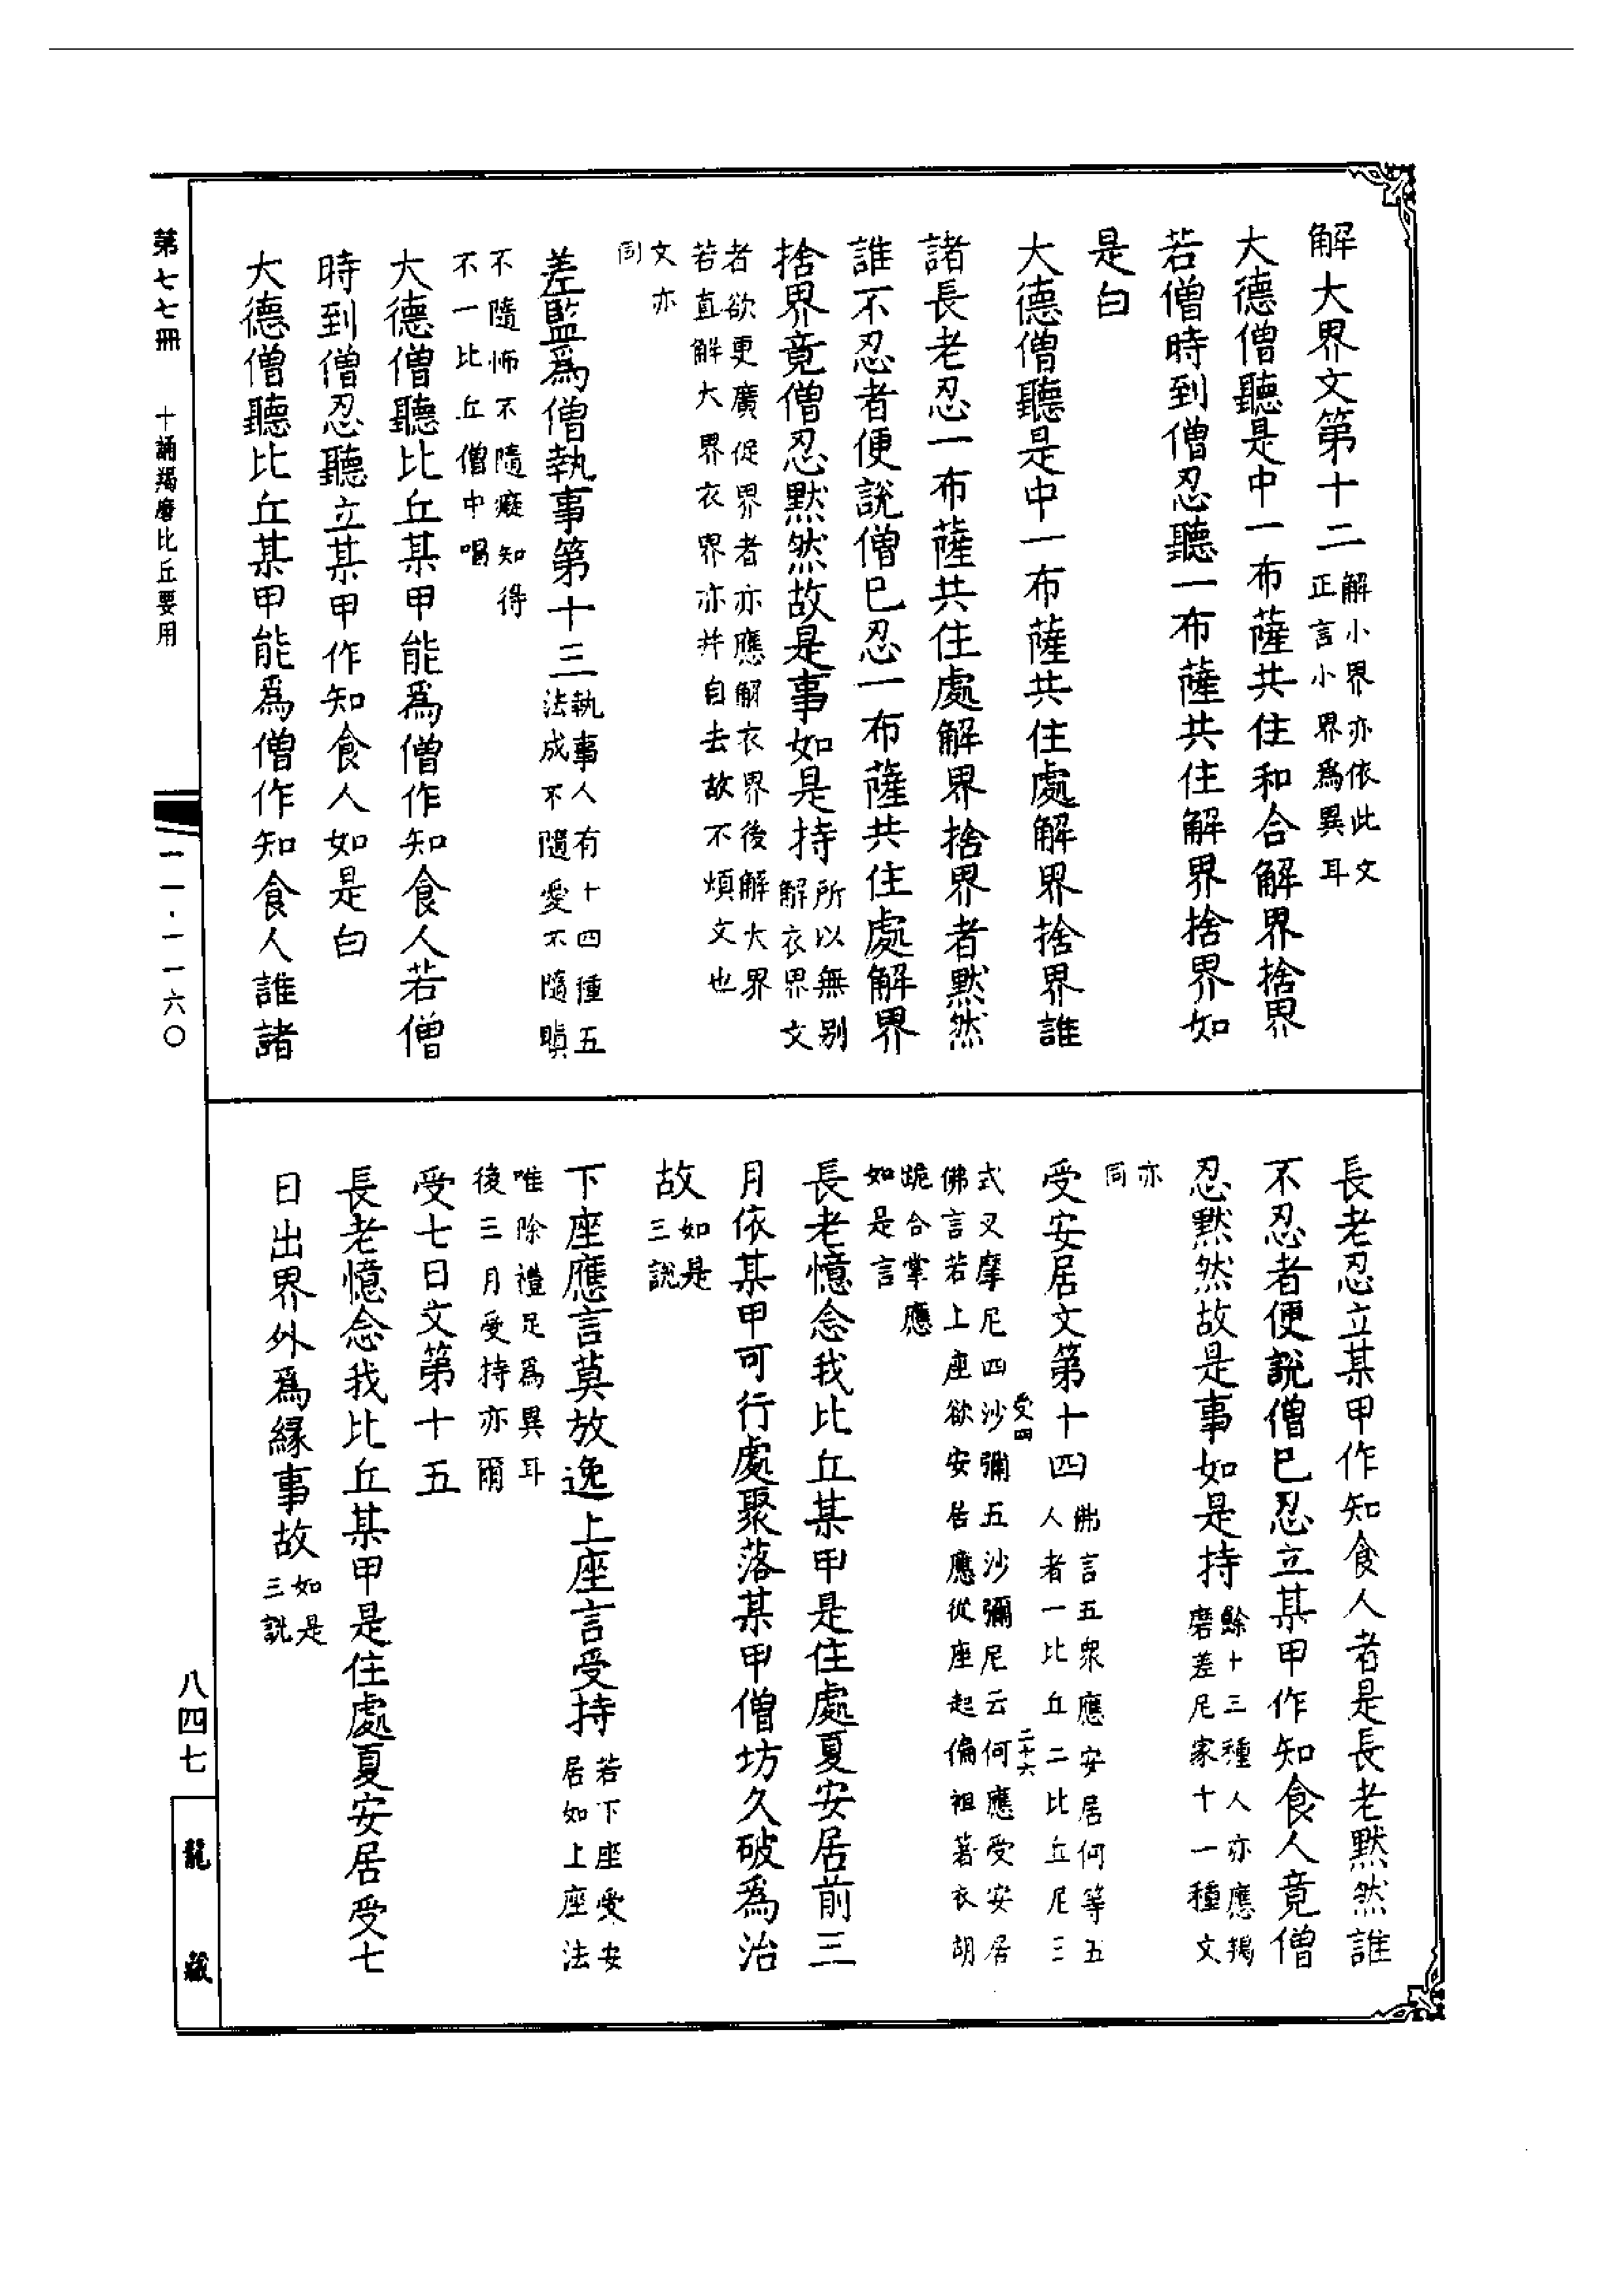 解大界文第十二解小界亦依此文
正言小界爲異耳
大德僧聽是中一布薩共住和合解界捨界
若僧時到僧忍聽一布薩共住解界捨界如
是白
大德僧聽是中一布薩共住處解界捨界誰
諸長老忍一布薩共住處解界捨界者默然
誰不忍者便説僧巳忍一布薩共住處解界
捨界竟僧忍默然故是事如是持所以無别
解衣界文
者欲更廣促界者亦應解衣界後解大界
若直解大界衣界亦并自去故不煩文也
文亦
同
差監爲僧執事第十三執事人有十四種五
法成不隨愛不隨瞋
不隨怖不隨癡知得
不一比丘僧中唱
大德僧聽比丘某甲能爲僧作知食人若僧
時到僧忍聽立某甲作知食人如是白
大德僧聽比丘某甲能爲僧作知食人誰諸
長老忍立某甲作知食人者是長老默然誰
不忍者便説僧巳忍立某甲作知食人竟僧
忍默然故是事如是持餘十三種人亦應羯
磨差尼家十一種文
亦
同
受安居文第十四佛言五衆應安居何等五
人者一比丘二比丘尼三
受四
二十六
式叉摩尼四沙彌五沙彌尼云何應受安居
佛言若上座欲安居應從座起偏袒著衣胡
跪合掌應
如是言
長老憶念我比丘某甲是住處夏安居前三
月依某甲可行處聚落某甲僧坊久破爲治
故如是
三説
下座應言莫放逸上座言受持若下座受安
居如上座法
唯除禮足爲異耳
後三月受持亦爾
受七日文第十五
長老憶念我比丘某甲是住處夏安居受七
日出界外爲緣事故如是
三説
第七七冊 十誦羯磨比丘要用
一一·一一六〇
八四七
龍藏